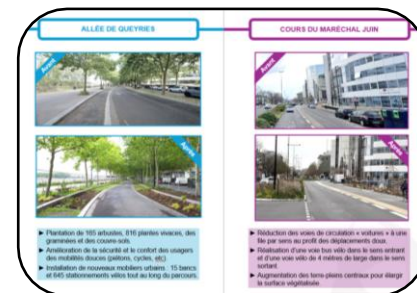 ALLÉE DE QUEYRIES
Avant
Après
► Plantation de 165 arbustes, 816 plantes vivaces, des
graminées et des couvre-sols.
► Amélioration de la sécurité et le confort des usagers
des mobilités douces (piétons, cycles, etc).
► Installation de nouveaux mobiliers urbains : 15 bancs
et 645 stationnements vélos tout au long du parcours.
COURS DU MARÉCHAL JUIN
Avant
Après
► Réduction des voies de circulation « voitures » à une
file par sens au profit des déplacements doux.
► Réalisation d'une voie bus vélo dans le sens entrant
et d'une voie vélo de 4 mètres de large dans le sens
sortant
► Augmentation des terre-pleins centraux pour élargir
la surface végétalisée.